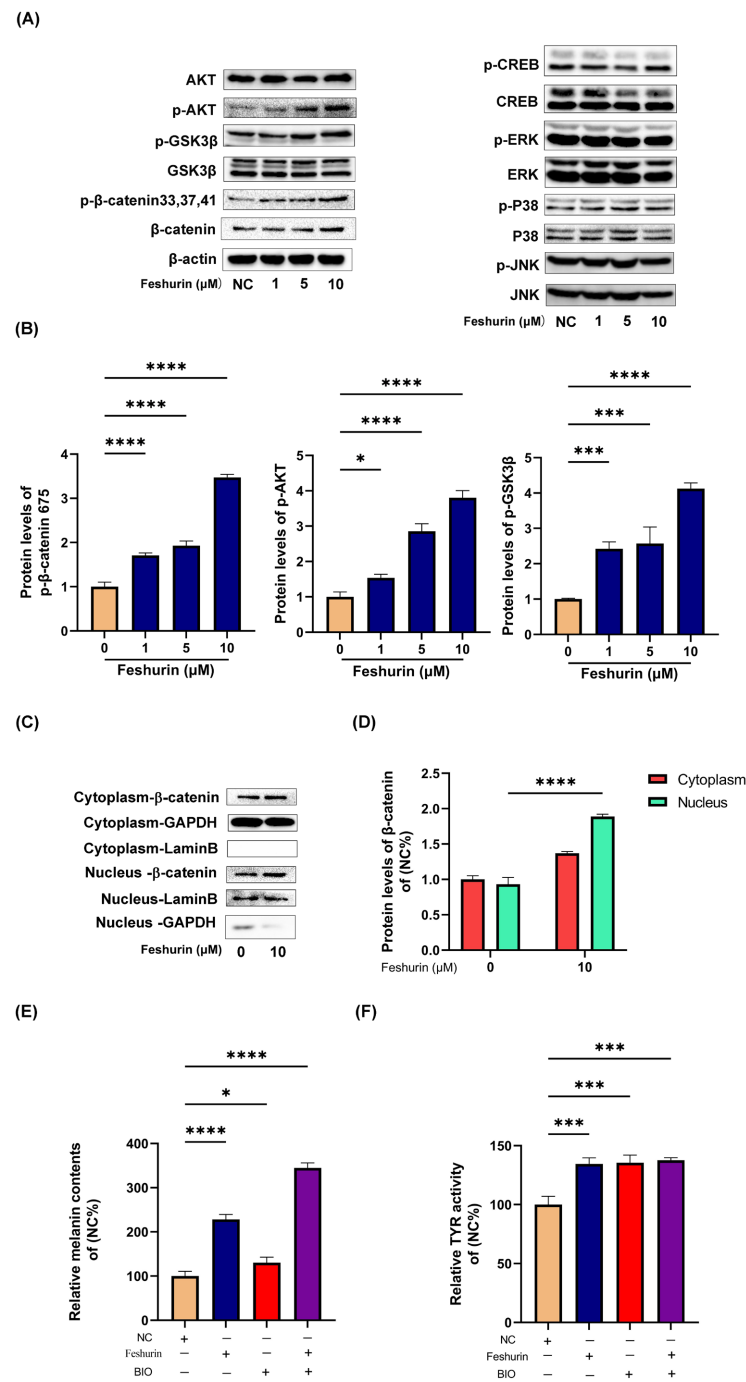 (A)
AKT
p-AKT
p-GSK3β
GSK3β
p-β-catenin33,37,41
β-catenin
β-actin
Feshurin (μM) NC 1 5 10
p-CREB
CREB
p-ERK
ERK
p-P38
P38
p-JNK
JNK
Feshurin (μM) NC 1 5 10
(B)
****
****
****
Protein levels of
p-β-catenin 675
4
3
2
1
0
0 1 5 10
Feshurin (μM)
****
****
*
Protein levels of p-AKT
5
4
3
2
1
0
0 1 5 10
Feshurin (μM)
****
***
***
Protein levels of p-GSK3β
5
4
3
2
1
0
0 1 5 10
Feshurin (μM)
(C)
Cytoplasm-β-catenin
Cytoplasm-GAPDH
Cytoplasm-LaminB
Nucleus -β-catenin
Nucleus-LaminB
Nucleus -GAPDH
Feshurin (μM) 0 10
(D)
Protein levels of β-catenin
of (NC%)
2.5
2.0
1.5
1.0
0.5
0.0
****
Cytoplasm
Nucleus
Feshurin (μM) 0 10
(E)
****
*
****
Relative melanin contents
of (NC%)
400
300
200
100
0
NC + − − −
Feshurin − + − +
BIO − − + +
(F)
***
***
***
Relative TYR activity
of (NC%)
150
100
50
0
NC + − − −
Feshurin − + − +
BIO − − + +